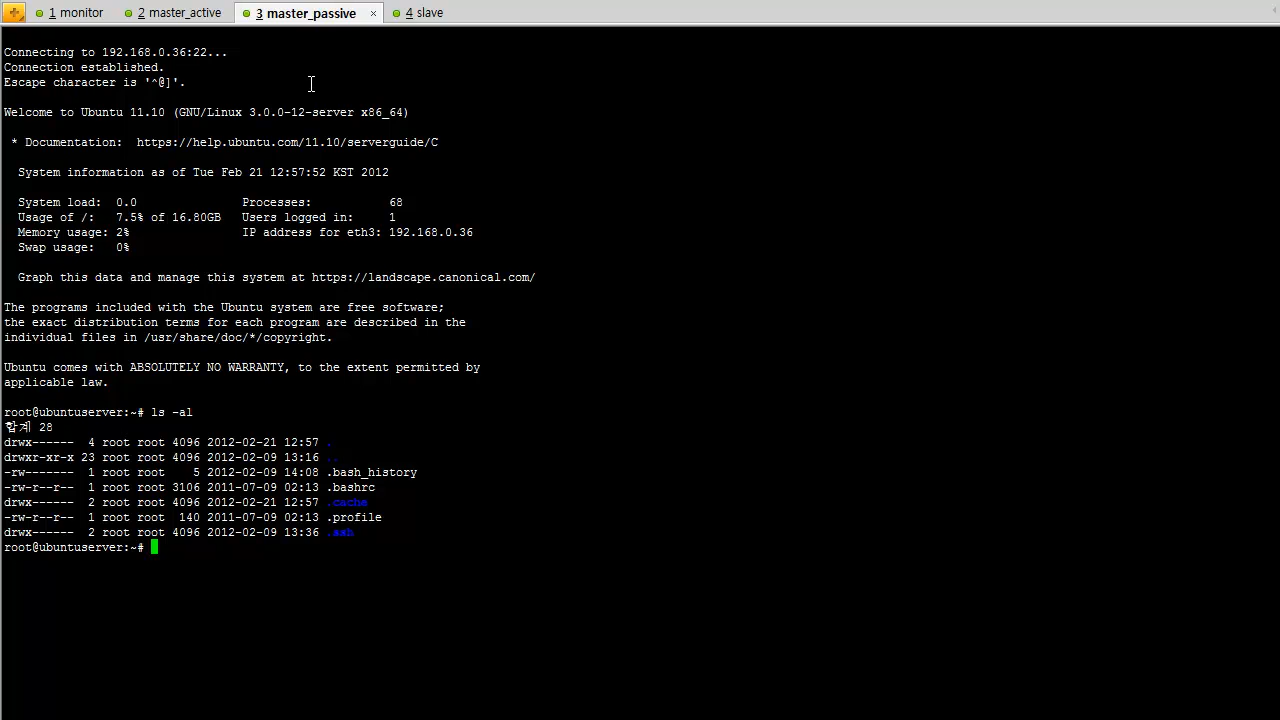 1 monitor 2 master_active 3 master_passive × 4 slave
Connecting to 192.168.0.36:22...
Connection established.
Escape character is '^@]'.
Welcome to Ubuntu 11.10 (GNU/Linux 3.0.0-12-server x86_64)
* Documentation:  https://help.ubuntu.com/11.10/serverguide/C
System information as of Tue Feb 21 12:57:52 KST 2012
System load:  0.0               Processes:           68
Usage of /:   7.5% of 16.80GB   Users logged in:     1
Memory usage: 2%                IP address for eth3: 192.168.0.36
Swap usage:   0%
Graph this data and manage this system at https://landscape.canonical.com/
The programs included with the Ubuntu system are free software;
the exact distribution terms for each program are described in the
individual files in /usr/share/doc/*/copyright.
Ubuntu comes with ABSOLUTELY NO WARRANTY, to the extent permitted by
applicable law.
root@ubuntuserver:~# ls -al
합계 28
drwx------  4 root root 4096 2012-02-21 12:57 .
drwxr-xr-x 23 root root 4096 2012-02-09 13:16 ..
-rw-------  1 root root    5 2012-02-09 14:08 .bash_history
-rw-r--r--  1 root root 3106 2011-07-09 02:13 .bashrc
drwx------  2 root root 4096 2012-02-21 12:57 .cache
-rw-r--r--  1 root root  140 2011-07-09 02:13 .profile
drwx------  2 root root 4096 2012-02-09 13:36 .ssh
root@ubuntuserver:~#